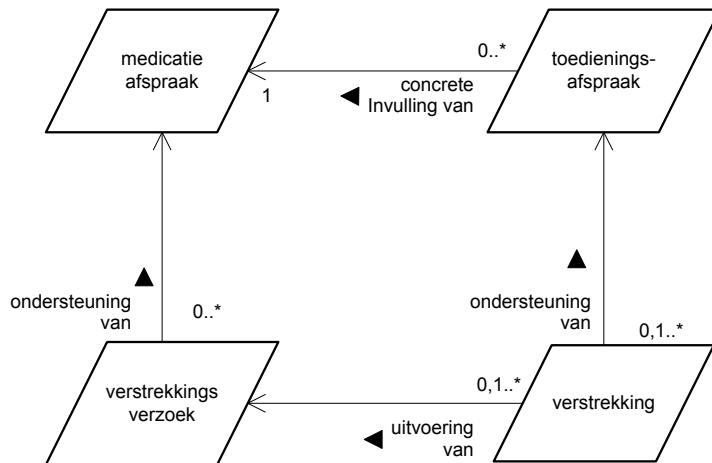 medicatie
afspraak
0..*
toedienings-
afspraak
1
concrete
Invulling van
ondersteuning
van
0..*
ondersteuning
van
0,1..*
verstrekkings
verzoek
0,1..*
verstrekking
uitvoering
van